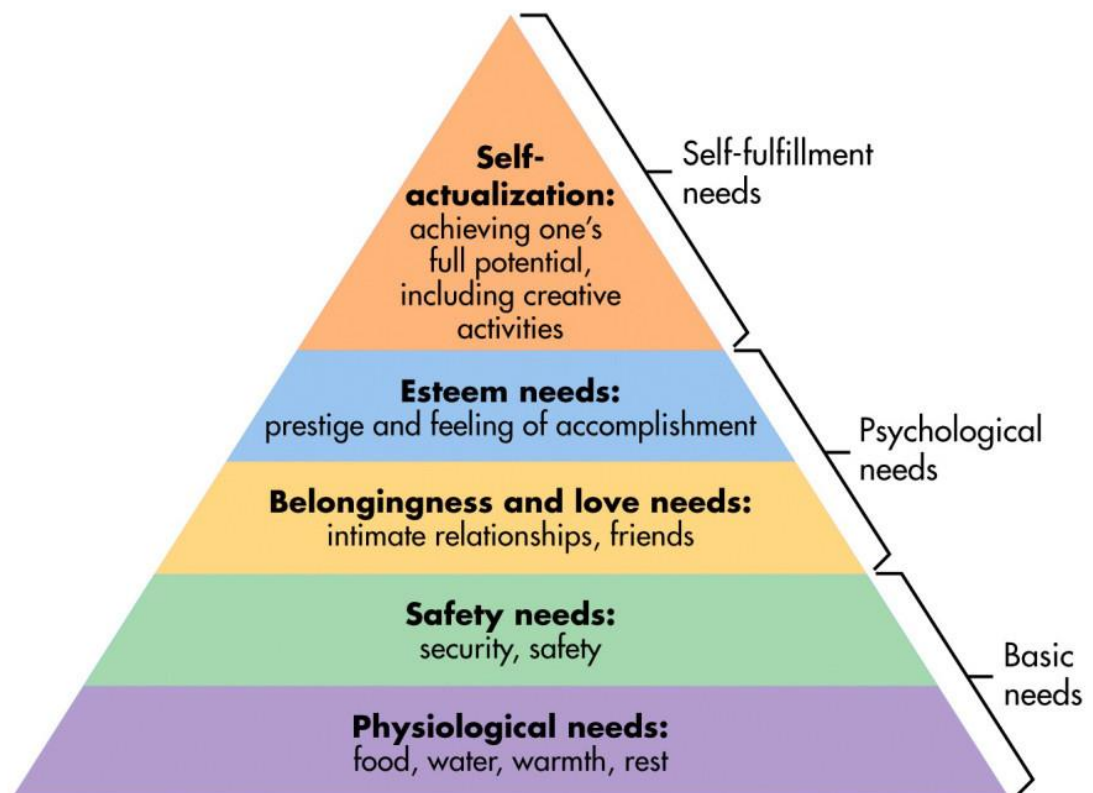 Self-
actualization:
achieving one's
full potential,
including creative
activities
Self-fulfillment
needs
Esteem needs:
prestige and feeling of accomplishment
Psychological
needs
Belongingness and love needs:
intimate relationships, friends
Safety needs:
security, safety
Basic
needs
Physiological needs:
food, water, warmth, rest